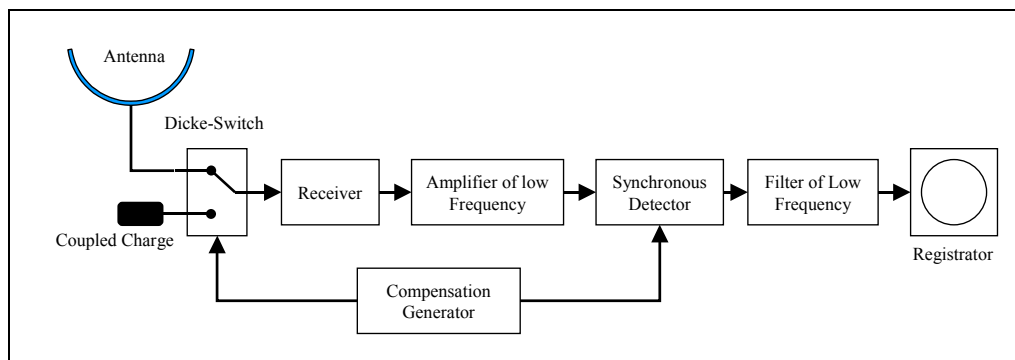 Antenna
Dicke-Switch
Receiver
Amplifier of low
Frequency
Synchronous
Detector
Filter of Low
Frequency
Coupled Charge
Registrator
Compensation
Generator